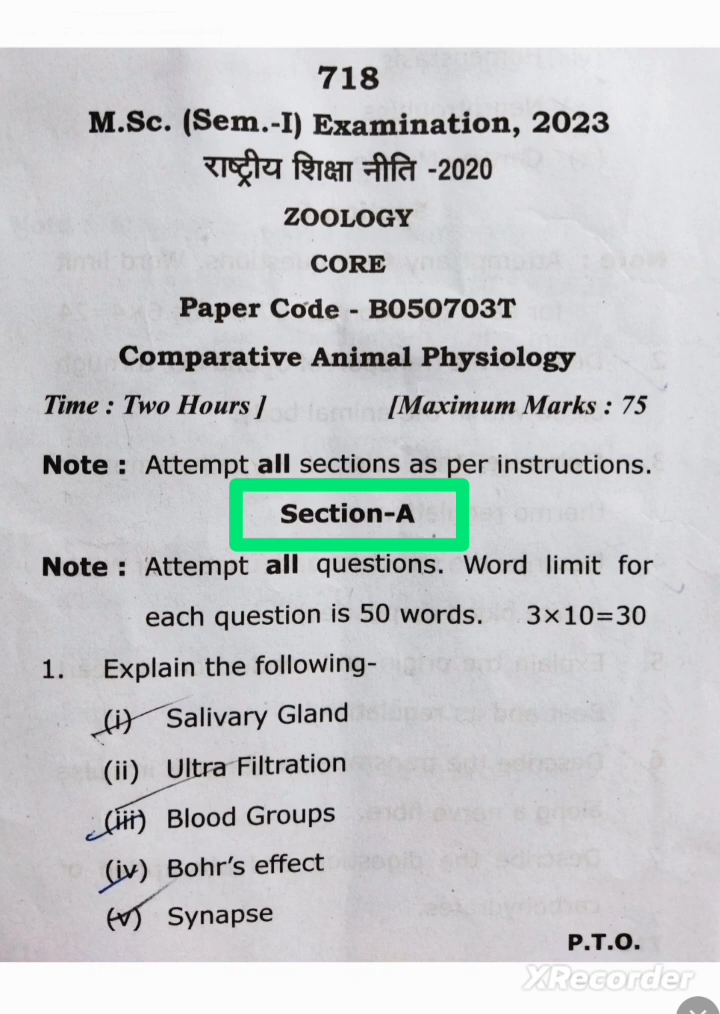 718
M.Sc. (Sem.-I) Examination, 2023
राष्ट्रीय शिक्षा नीति -2020
ZOOLOGY
CORE
Paper Code - B050703T
Comparative Animal Physiology
Time : Two Hours ] [Maximum Marks : 75
Note : Attempt all sections as per instructions.
Section-A
Note : Attempt all questions. Word limit for
each question is 50 words. 3×10=30
1. Explain the following-
(i) Salivary Gland
(ii) Ultra Filtration
(iii) Blood Groups
(iv) Bohr's effect
(v) Synapse
P.T.O.
XRecorder